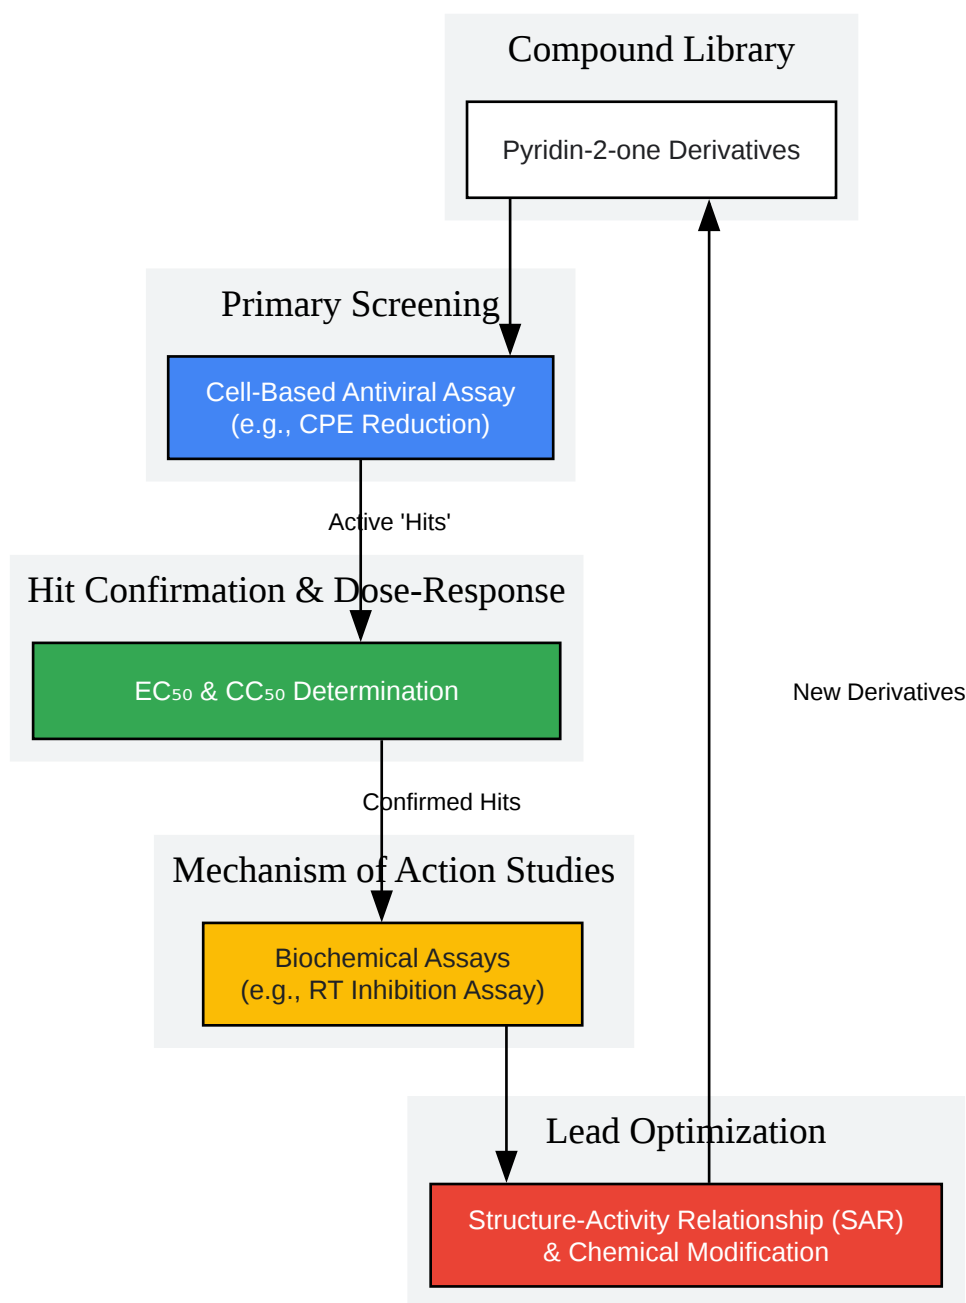 Compound Library
Pyridin-2-one Derivatives
Primary Screening
Cell-Based Antiviral Assay
(e.g., CPE Reduction)
Active 'Hits'
Hit Confirmation & Dose-Response
EC₅₀ & CC₅₀ Determination
New Derivatives
Confirmed Hits
Mechanism of Action Studies
Biochemical Assays
(e.g., RT Inhibition Assay)
Lead Optimization
Structure-Activity Relationship (SAR)
& Chemical Modification